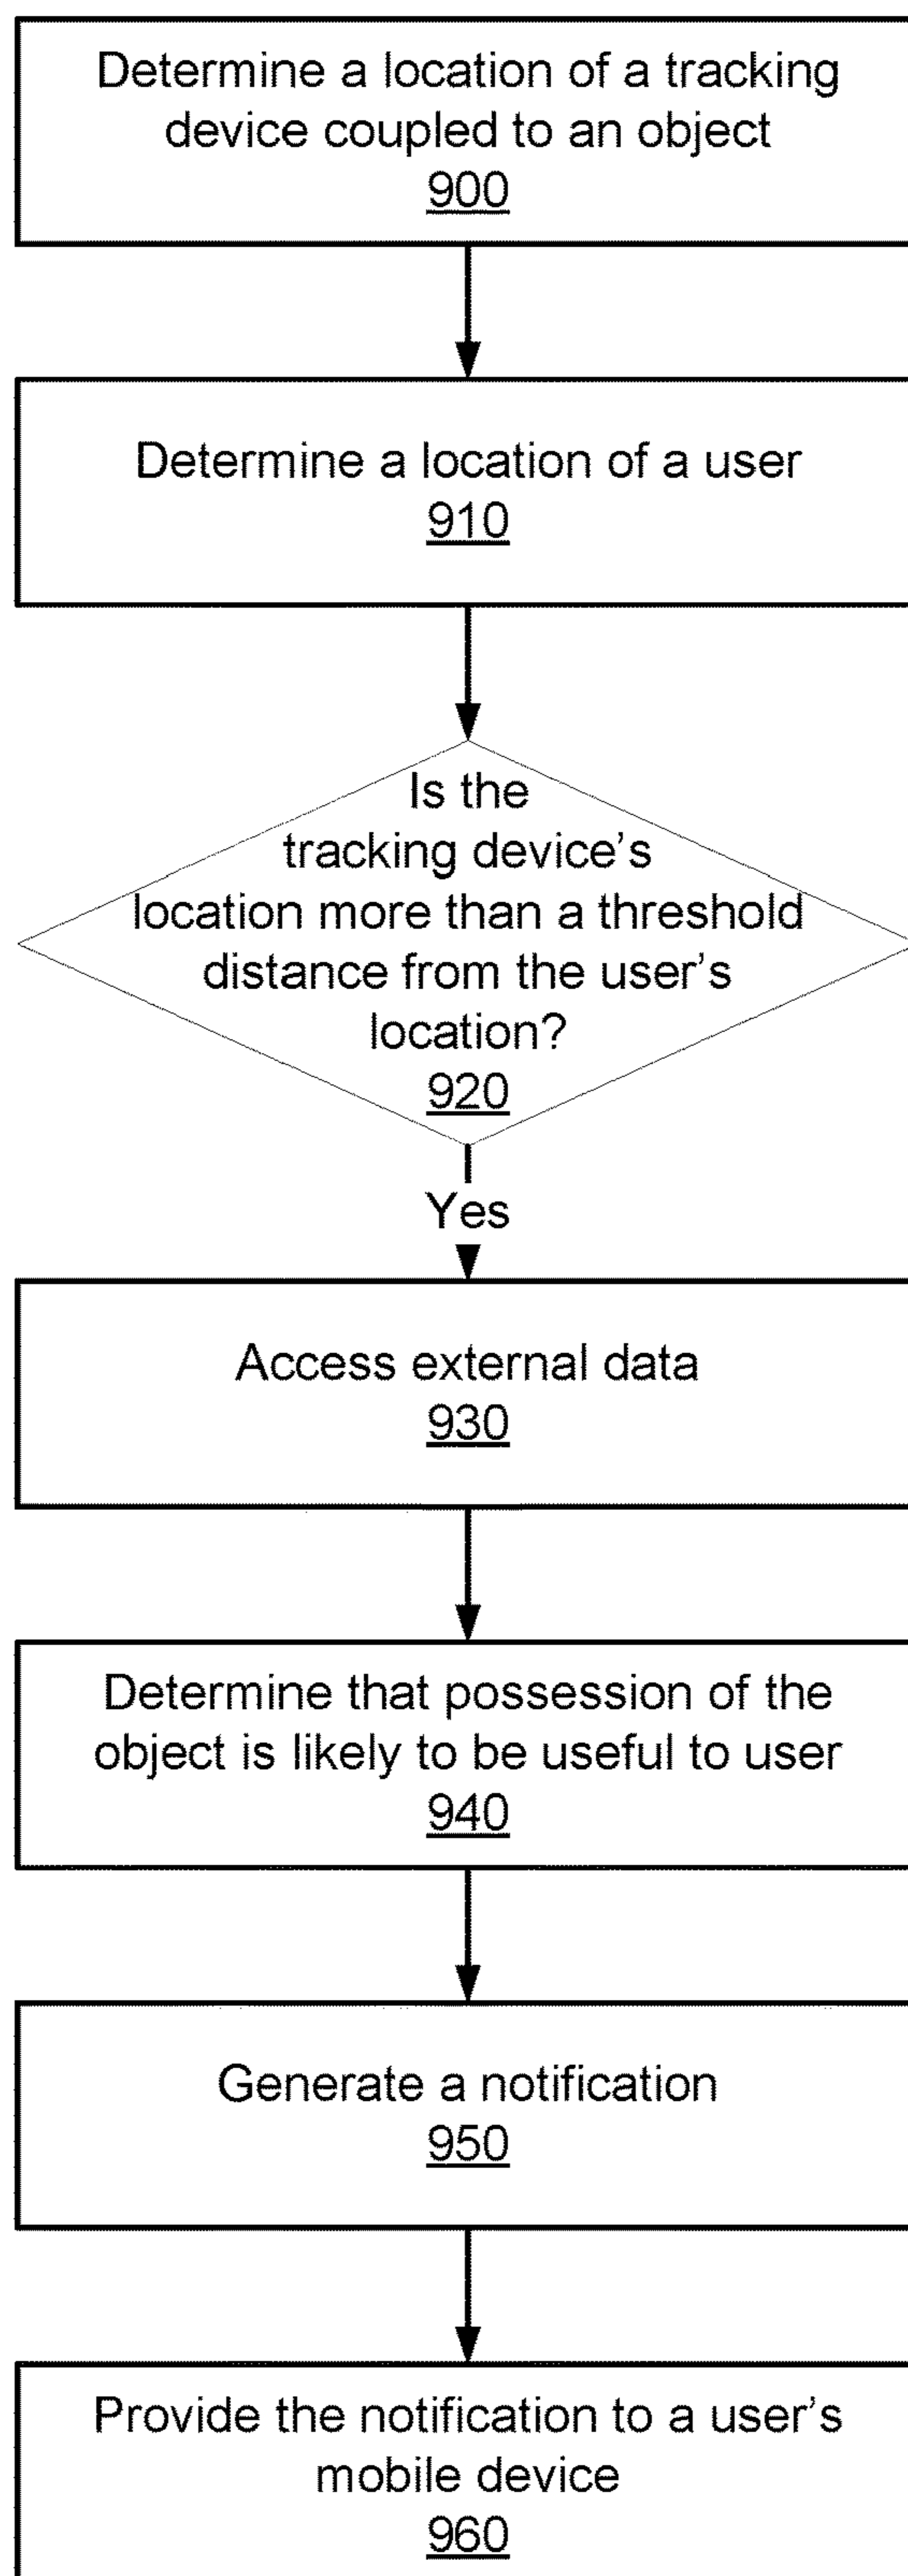 Determine a location of a tracking
device coupled to an object
900
Determine a location of a user
910
Is the
tracking device's
location more than a threshold
distance from the user's
location?
920
Yes
Access external data
930
Determine that possession of the
object is likely to be useful to user
940
Generate a notification
950
Provide the notification to a user's
mobile device
960